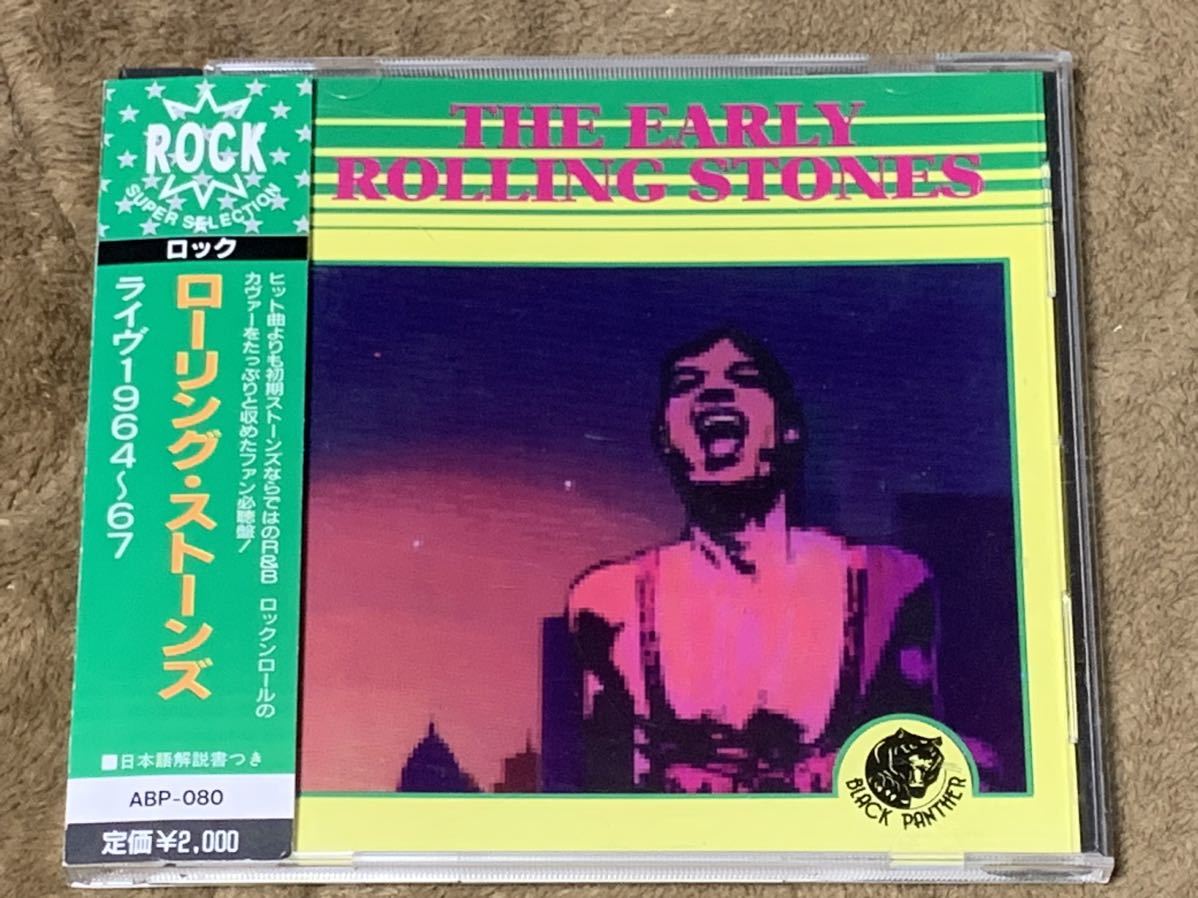 ROCK
SUPER SELECTION
ロック
ヒット曲よりも初期ストーンズならではのR&B ロックンロールの
カヴァーをたっぷりと収めたファン必聴盤!
ローリング・ストーンズ
ライヴ1964〜67
■日本語解説書つき
ABP-080
定価¥2,000
THE EARLY
ROLLING STONES
BLACK PANTHER